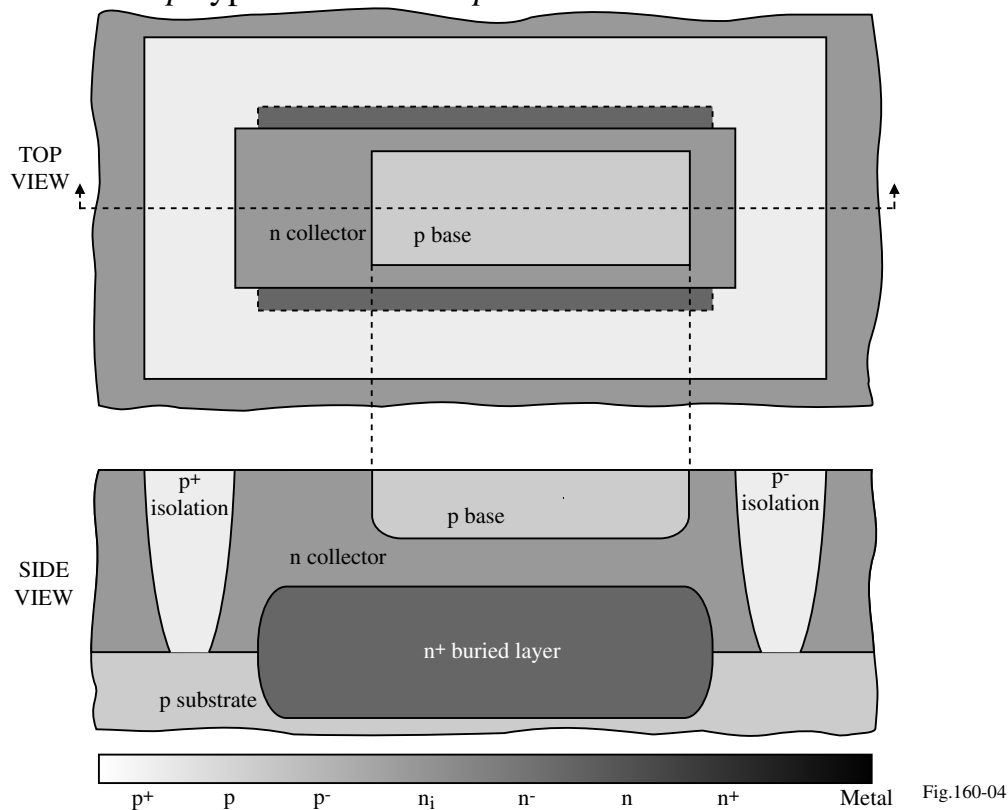 TOP
VIEW
n collector
p base
p+
isolation
p base
p-
isolation
n collector
SIDE
VIEW
n+ buried layer
p substrate
p+ p p- ni n- n n+ Metal
Fig.160-04